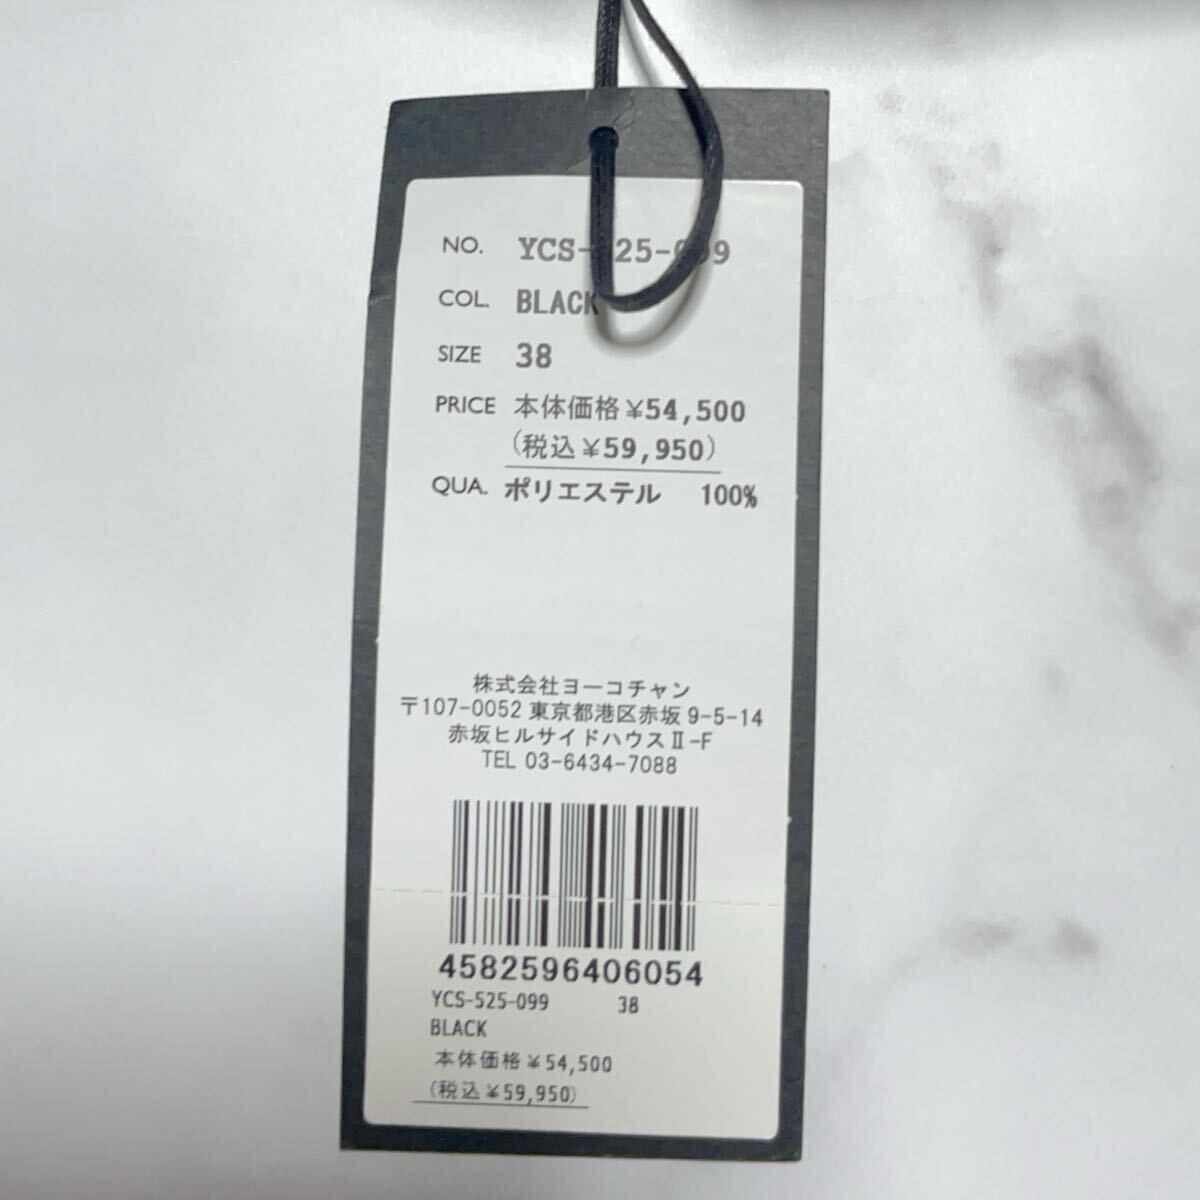 NO. YCS-525-099
COL. BLACK
SIZE 38
PRICE 本体価格¥54,500
(税込¥59,950)
QUA. ポリエステル 100%
株式会社ヨーコチャン
〒107-0052 東京都港区赤坂 9-5-14
赤坂ヒルサイドハウスⅡ-F
TEL 03-6434-7088
4582596406054
YCS-525-099 38
BLACK
本体価格¥54,500
(税込¥59,950)